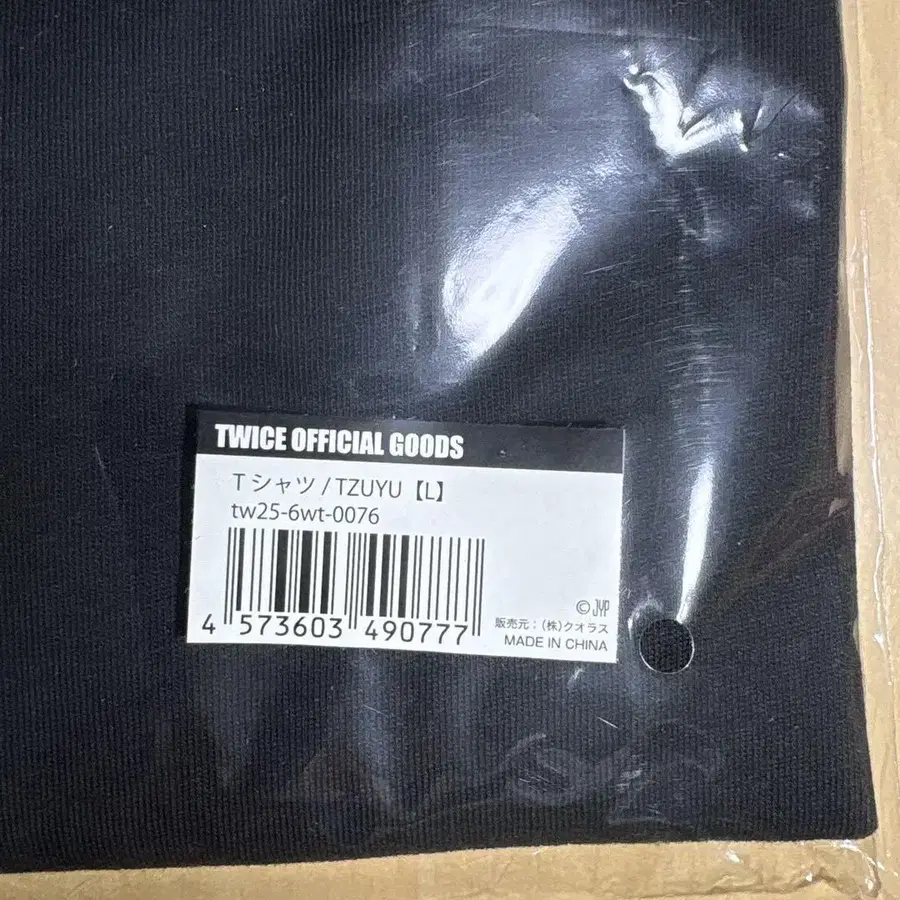 TWICE OFFICIAL GOODS
Tシャツ / TZUYU【L】
tw25-6wt-0076
4 573603 490777
© JYP
販売元：(株)クオラス
MADE IN CHINA